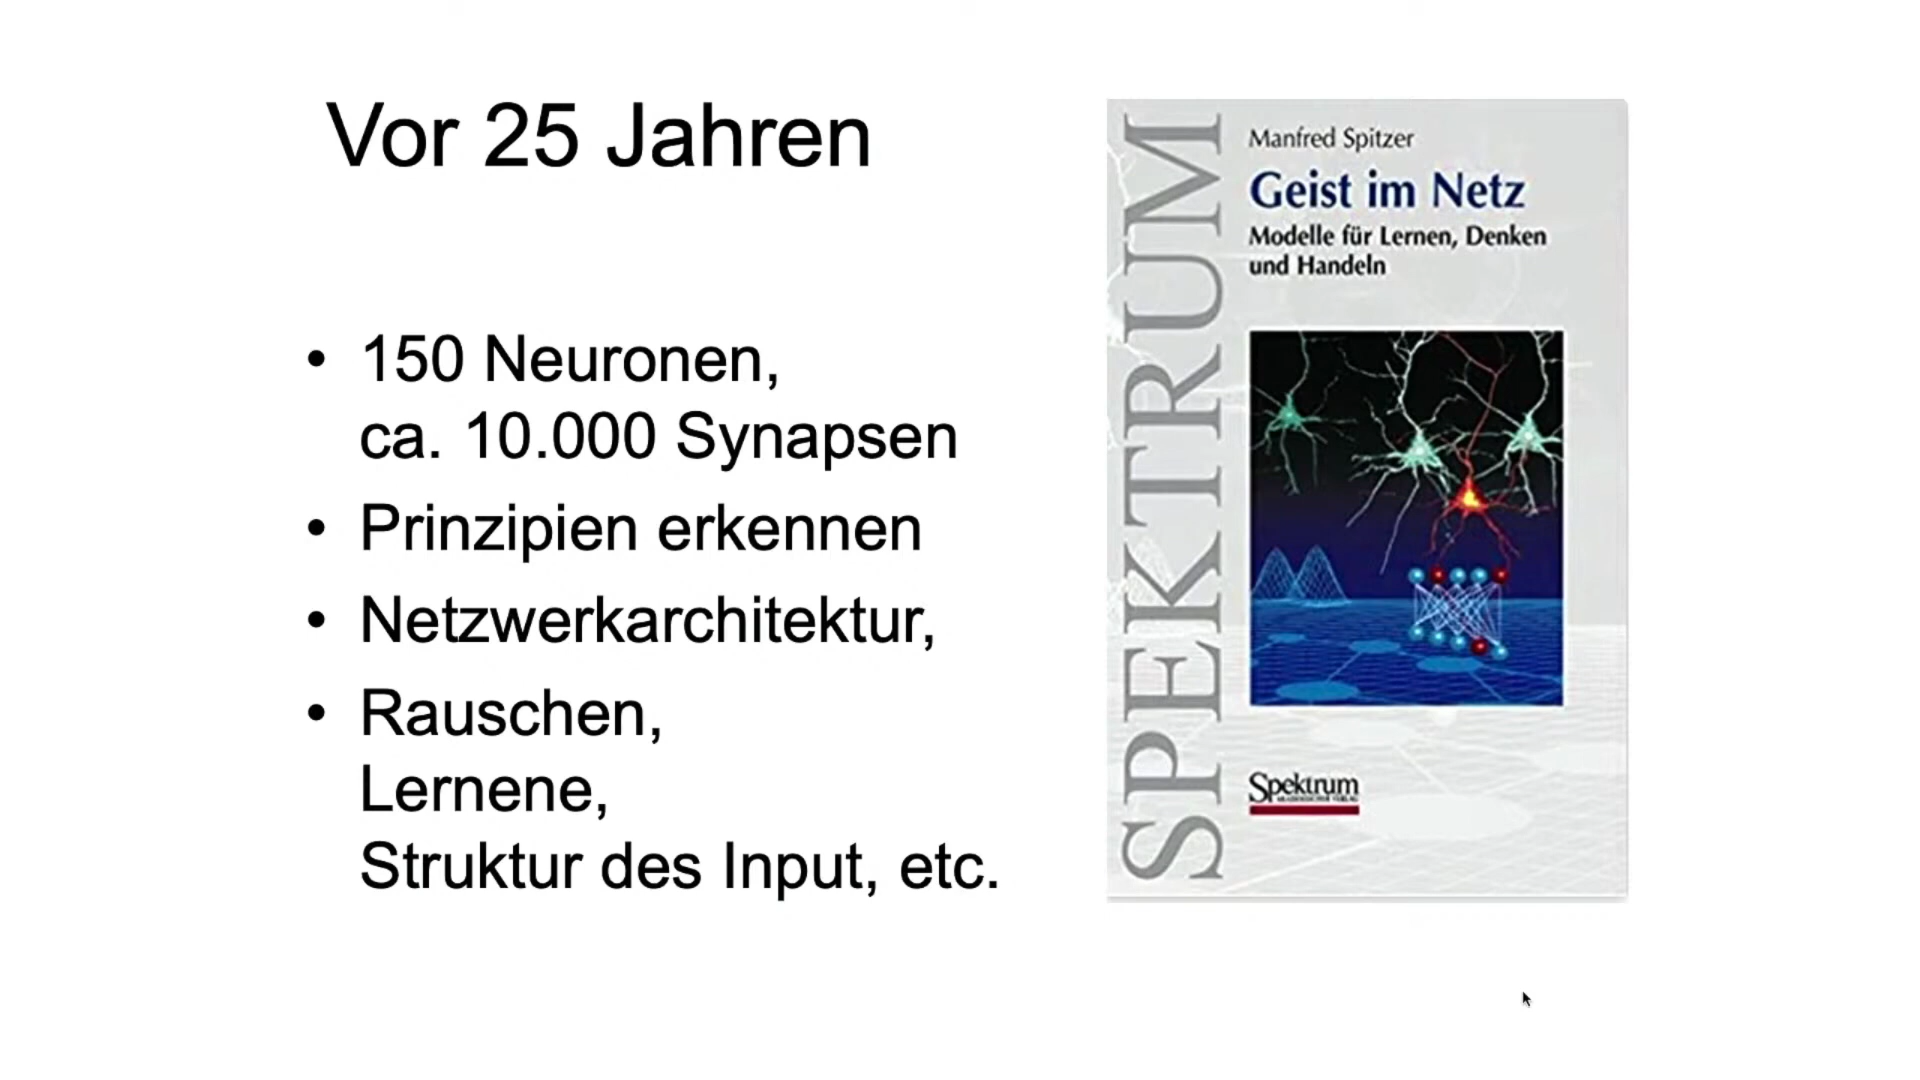 Vor 25 Jahren
• 150 Neuronen,
ca. 10.000 Synapsen
• Prinzipien erkennen
• Netzwerkarchitektur,
• Rauschen,
Lernene,
Struktur des Input, etc.
SPEKTRUM
Manfred Spitzer
Geist im Netz
Modelle für Lernen, Denken
und Handeln
Spektrum